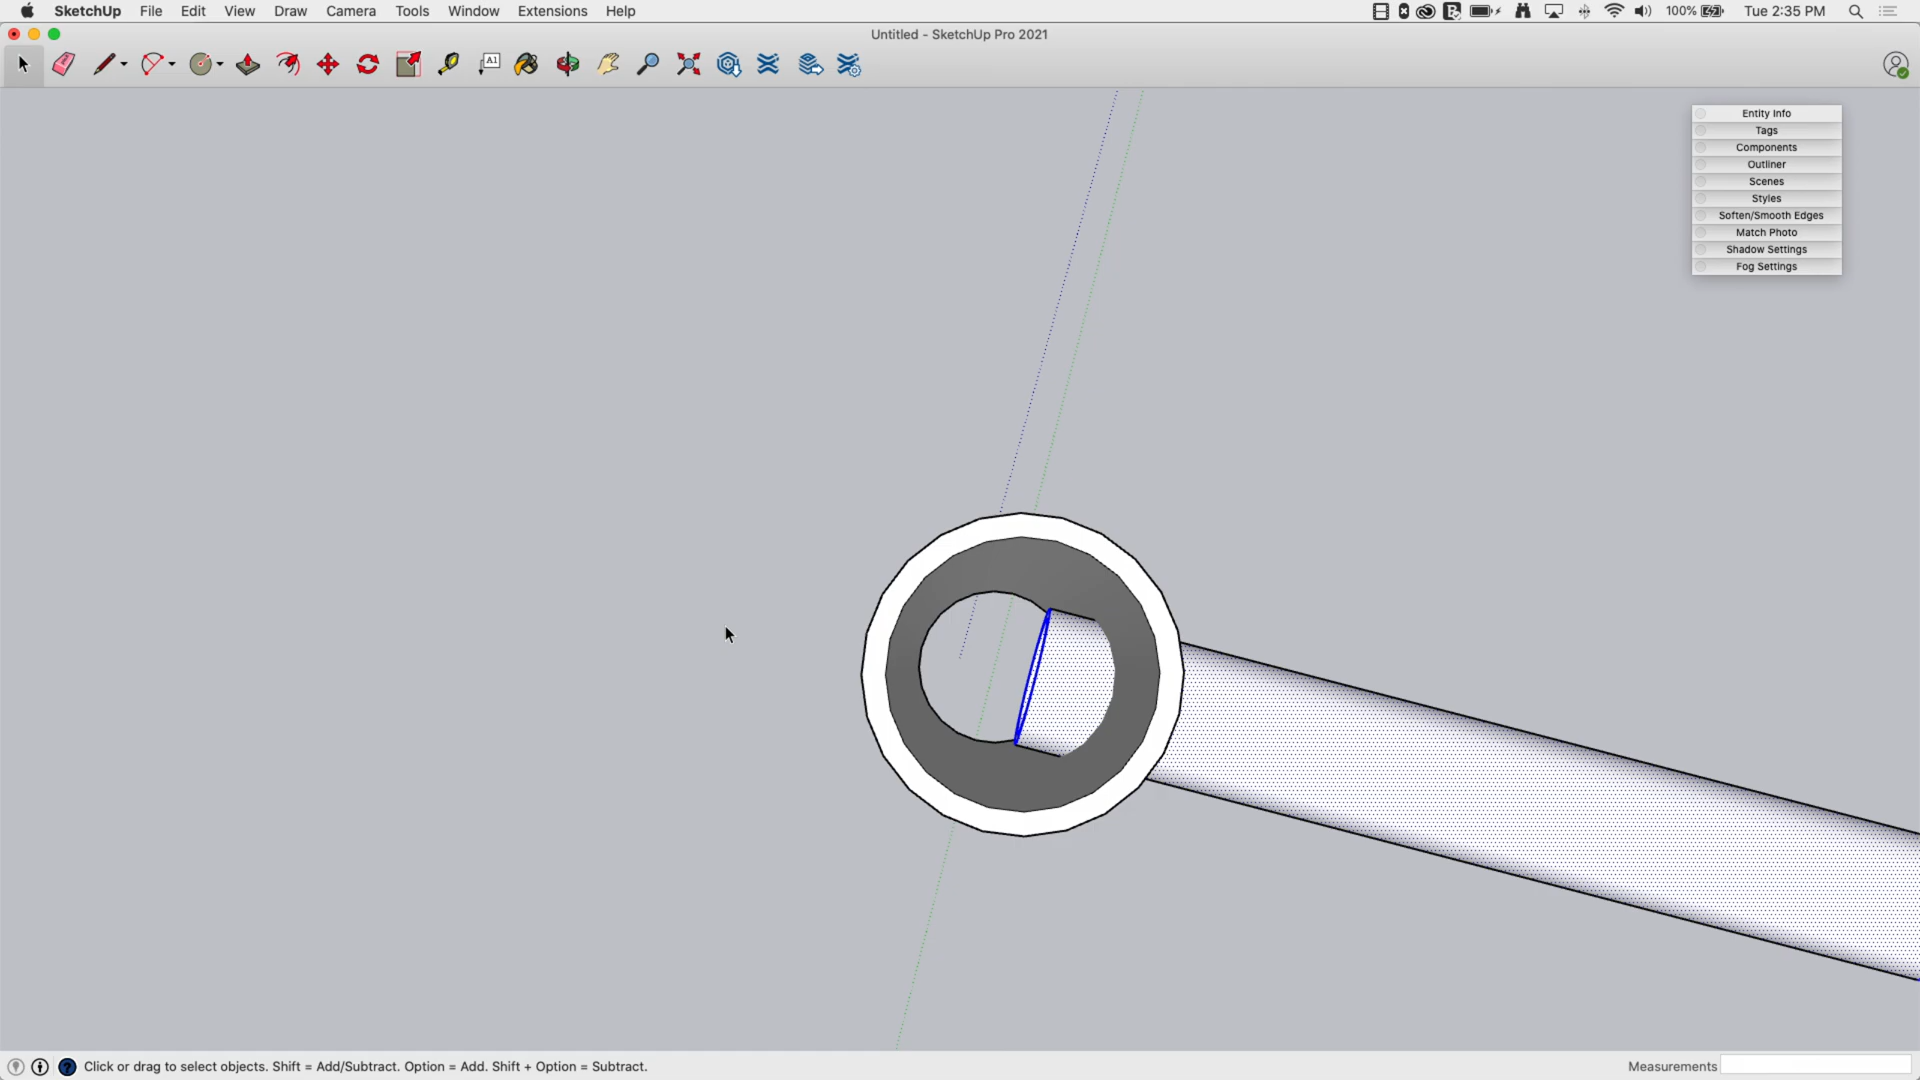 SketchUp File Edit View Draw Camera Tools Window Extensions Help 100% Tue 2:35 PM
Untitled - SketchUp Pro 2021
A1
Entity Info
Tags
Components
Outliner
Scenes
Styles
Soften/Smooth Edges
Match Photo
Shadow Settings
Fog Settings
Click or drag to select objects. Shift = Add/Subtract. Option = Add. Shift + Option = Subtract. Measurements